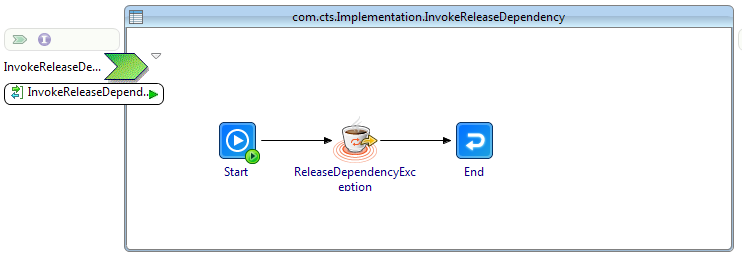 com.cts.Implementation.InvokeReleaseDependency
InvokeReleaseDe...
InvokeReleaseDepend..
Start
ReleaseDependencyExc
eption
End